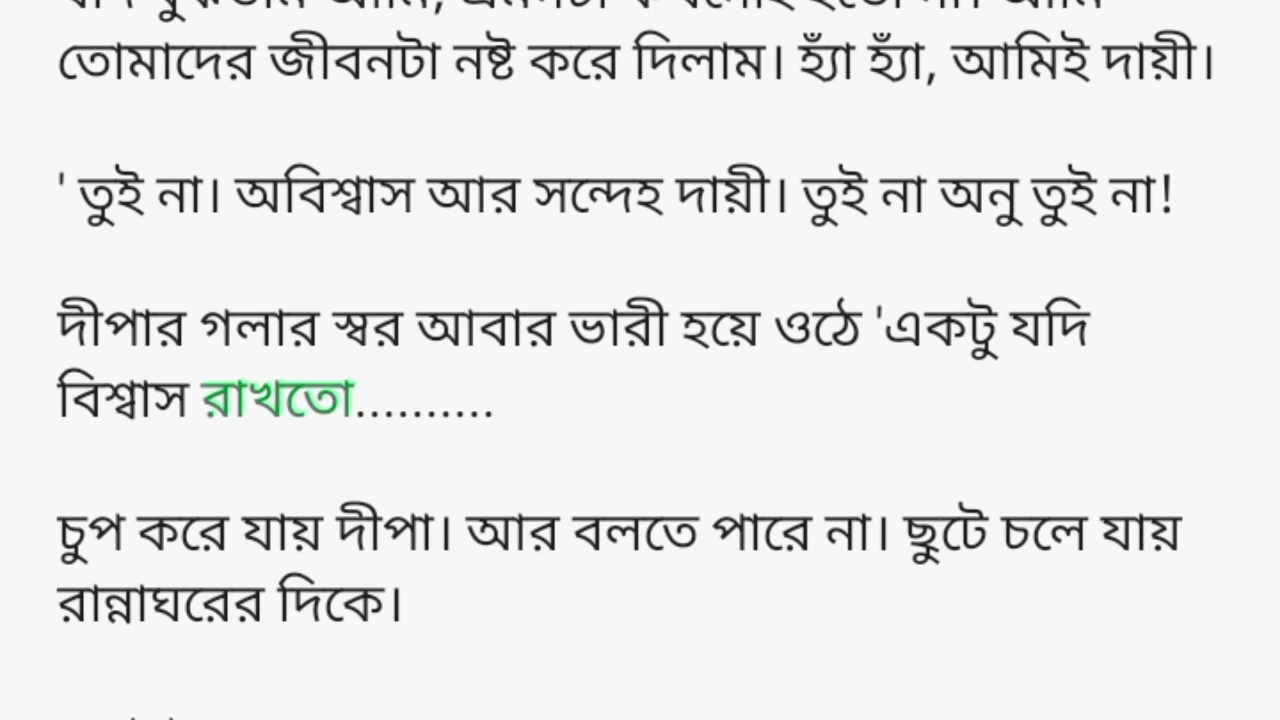 তোমাদের জীবনটা নষ্ট করে দিলাম। হ্যাঁ হ্যাঁ, আমিই দায়ী।
' তুই না। অবিশ্বাস আর সন্দেহ দায়ী। তুই না অনু তুই না!
দীপার গলার স্বর আবার ভারী হয়ে ওঠে 'একটু যদি
বিশ্বাস রাখতো..........
চুপ করে যায় দীপা। আর বলতে পারে না। ছুটে চলে যায়
রান্নাঘরের দিকে।